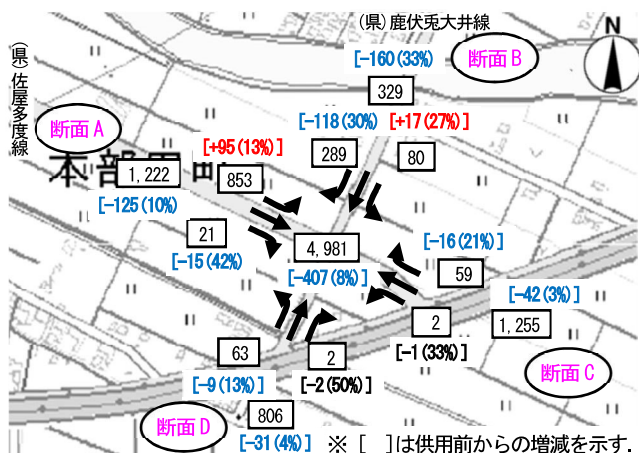 (県)鹿伏兎大井線
N
(県)佐屋多度線
[-160(33%)]
断面B
329
断面A
[-118(30%)]
[+17(27%)]
[+95(13%)]
289
80
本部田町
1,222
853
[-125(10%)]
21
4,981
[-16(21%)]
[-15(42%)]
[-407(8%)]
59
[-42(3%)]
2
1,255
[-1(33%)]
63
2
[-9(13%)]
[-2(50%)]
断面C
断面D
806
[-31(4%)]
※ [ ]は供用前からの増減を示す.